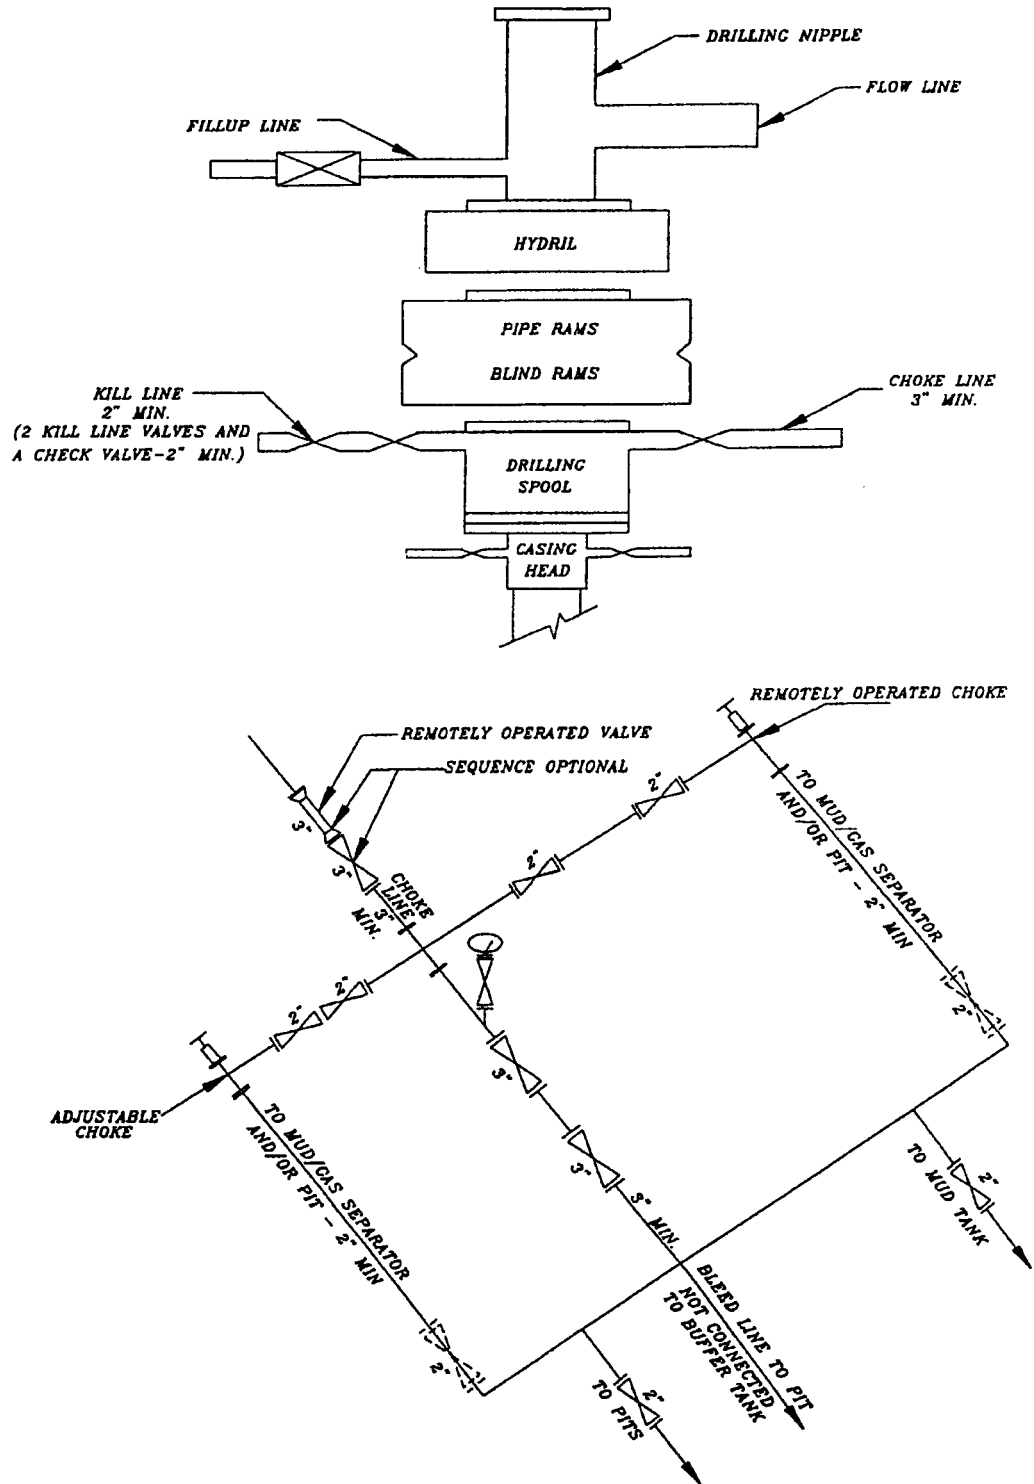 DRILLING NIPPLE
FLOW LINE
FILLUP LINE
HYDRIL
PIPE RAMS
BLIND RAMS
KILL LINE
2" MIN.
(2 KILL LINE VALVES AND
A CHECK VALVE-2" MIN.)
CHOKE LINE
3" MIN.
DRILLING
SPOOL
CASING
HEAD
REMOTELY OPERATED CHOKE
REMOTELY OPERATED VALVE
SEQUENCE OPTIONAL
3"
3"
CHOKE
LINE
3"
MIN.
2"
2"
TO MUD/GAS SEPARATOR
AND/OR PIT - 2" MIN
2"
2"
2"
ADJUSTABLE
CHOKE
TO MUD/GAS SEPARATOR
AND/OR PIT - 2" MIN
2"
3"
3"
3" MIN.
2"
TO MUD TANK
BLEED LINE TO PIT
NOT CONNECTED
TO BUFFER TANK
2"
TO PITS